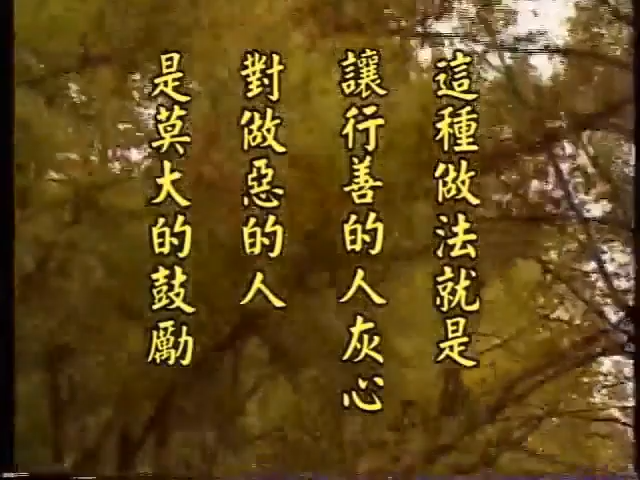 這種做法就是
讓行善的人灰心
對做惡的人
是莫大的鼓勵